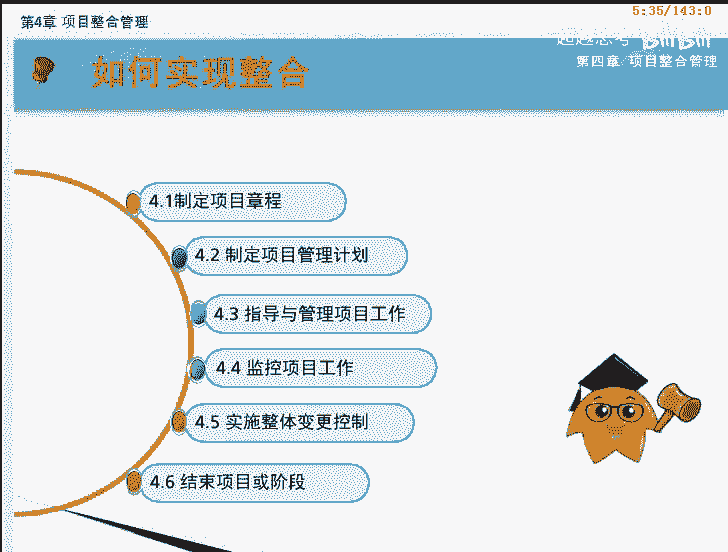 5:35/143:0
第4章 项目整合管理
如何实现整合
第四章 项目整合管理
4.1制定项目章程
4.2 制定项目管理计划
4.3 指导与管理项目工作
4.4 监控项目工作
4.5 实施整体变更控制
4.6 结束项目或阶段